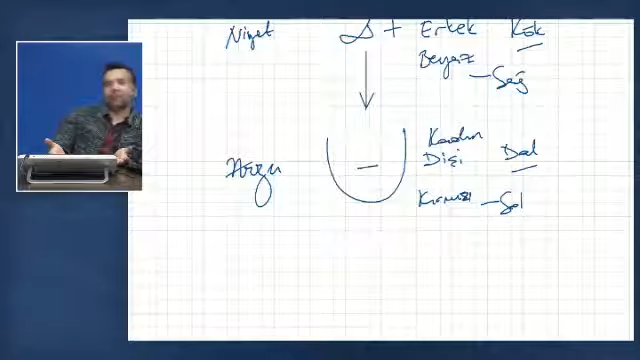 Niyet + Erkek Kök
Beyaz — Sağ
Kadın
Arzu — Dişi Dal
Kırmızı — Sol